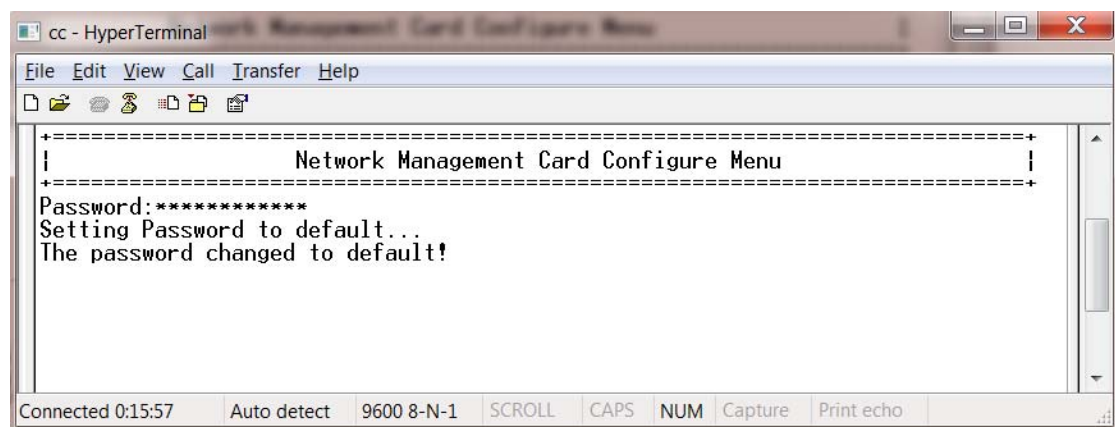 cc - HyperTerminal
File Edit View Call Transfer Help
+============================================================================+
| Network Management Card Configure Menu |
+============================================================================+
Password:************
Setting Password to default...
The password changed to default!
Connected 0:15:57 Auto detect 9600 8-N-1 SCROLL CAPS NUM Capture Print echo